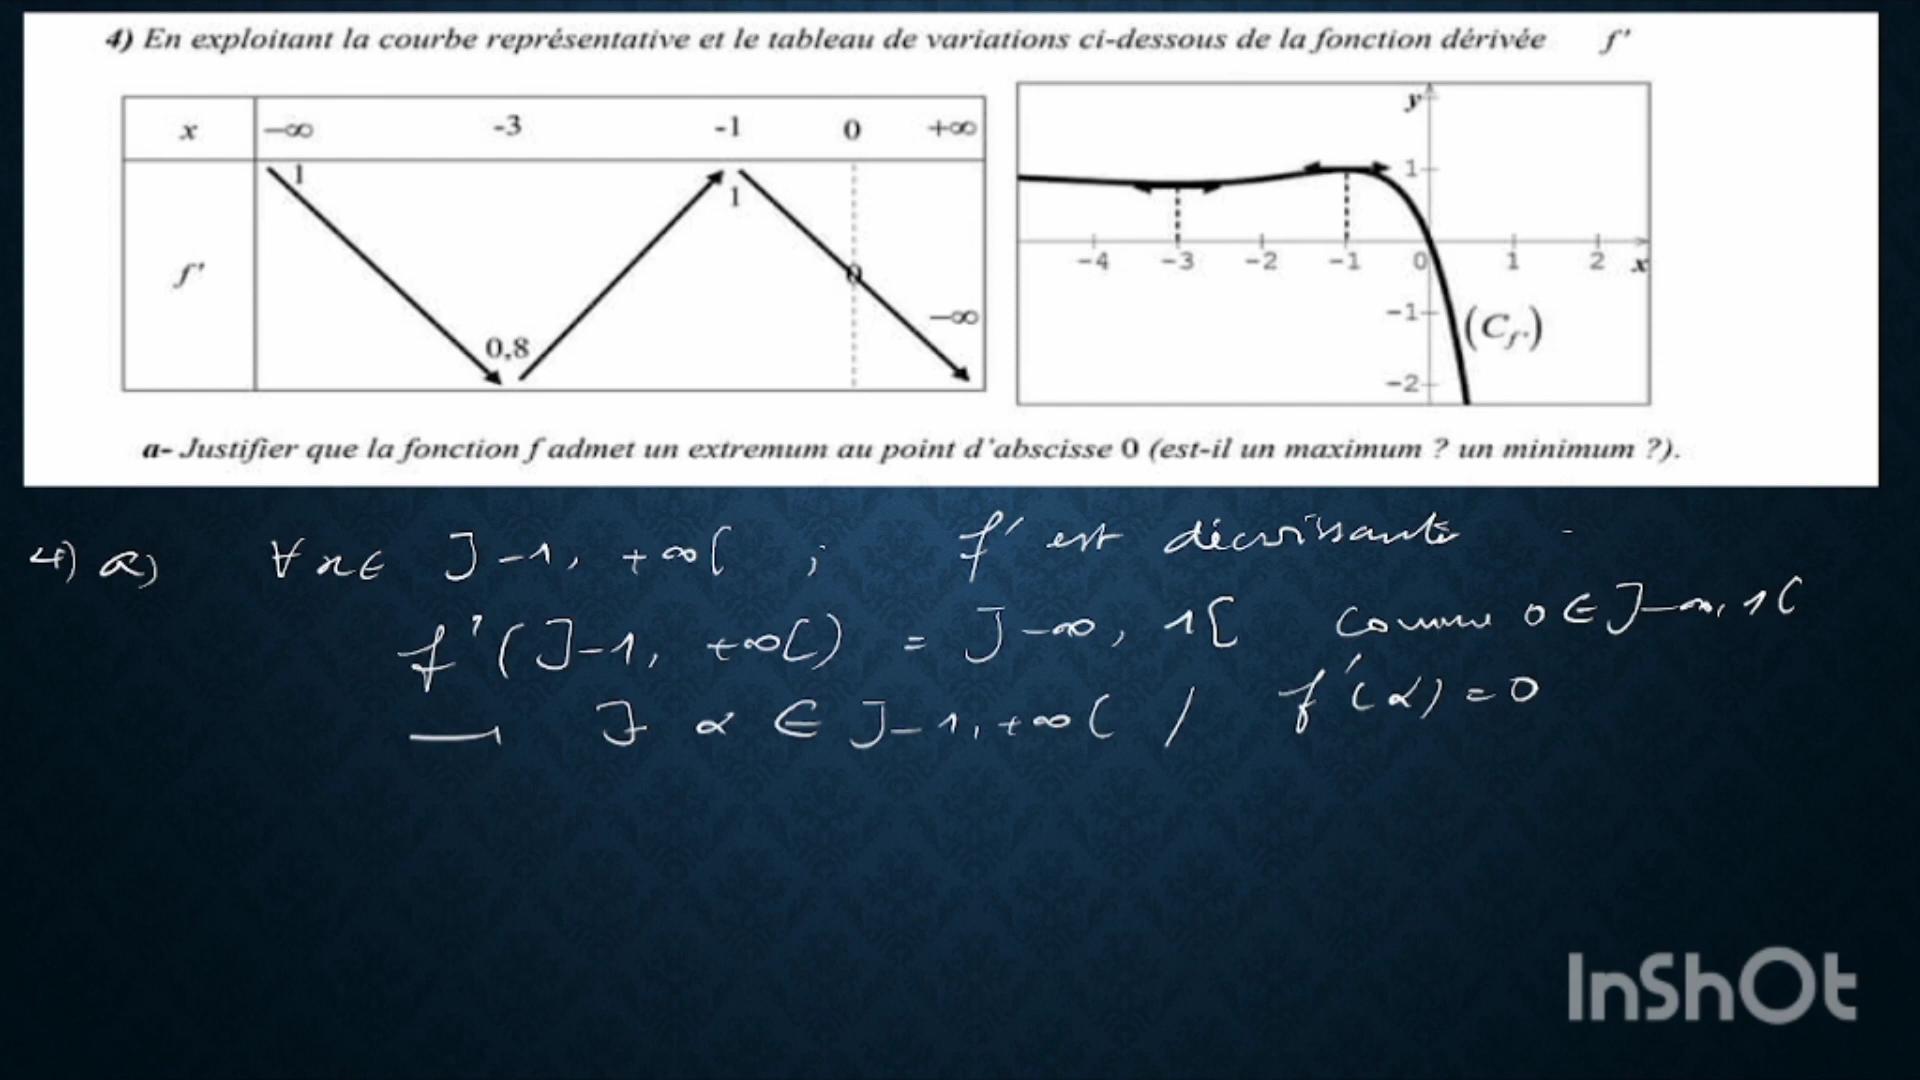 4) En exploitant la courbe représentative et le tableau de variations ci-dessous de la fonction dérivée f'
x −∞ -3 -1 0 +∞
f' 1 0,8 1 0 −∞
y
1
−4 −3 −2 −1 0 1 2 x
−1
−2
(C_f')
a- Justifier que la fonction f admet un extremum au point d'abscisse 0 (est-il un maximum ? un minimum ?).
4) a) ∀x∈ ]-1, +∞[ ; f' est décroissante
f'(]-1, +∞[) = ]-∞, 1[ comme 0∈]-∞, 1[
∃ α ∈ ]-1, +∞[ / f'(α)=0
InShOt